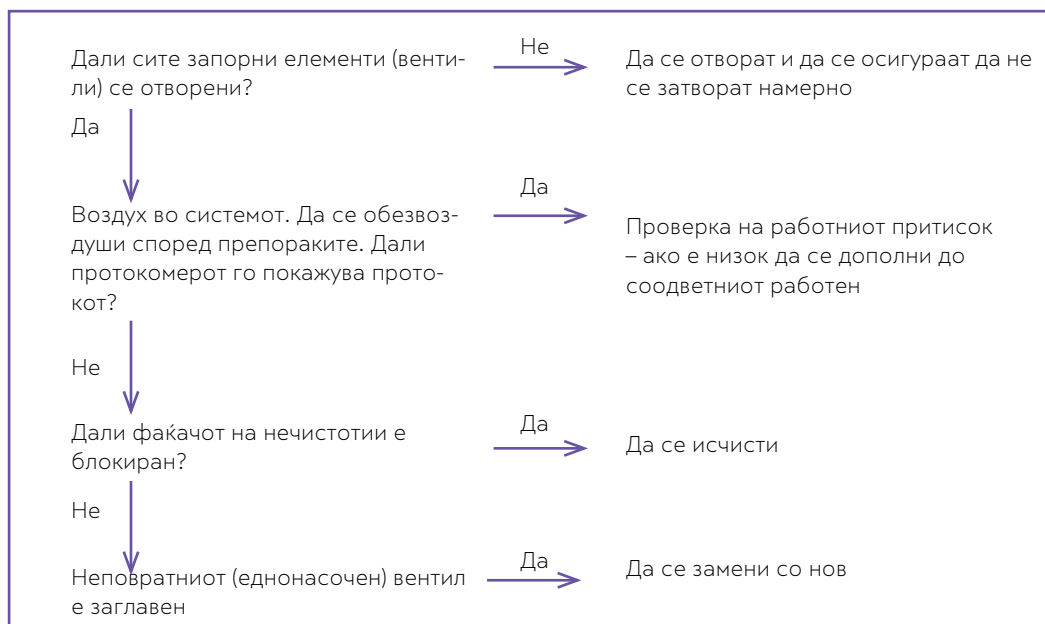 Дали сите запорни елементи (венти-
ли) се отворени?
Не
Да се отворат и да се осигураат да не
се затворат намерно
Да
Воздух во системот. Да се обезвоз-
души според препораките. Дали
протокомерот го покажува прото-
кот?
Да
Проверка на работниот притисок
– ако е низок да се дополни до
соодветниот работен
Не
Дали фаќачот на нечистотии е
блокиран?
Да
Да се исчисти
Не
Неповратниот (еднонасочен) вентил
е заглавен
Да
Да се замени со нов